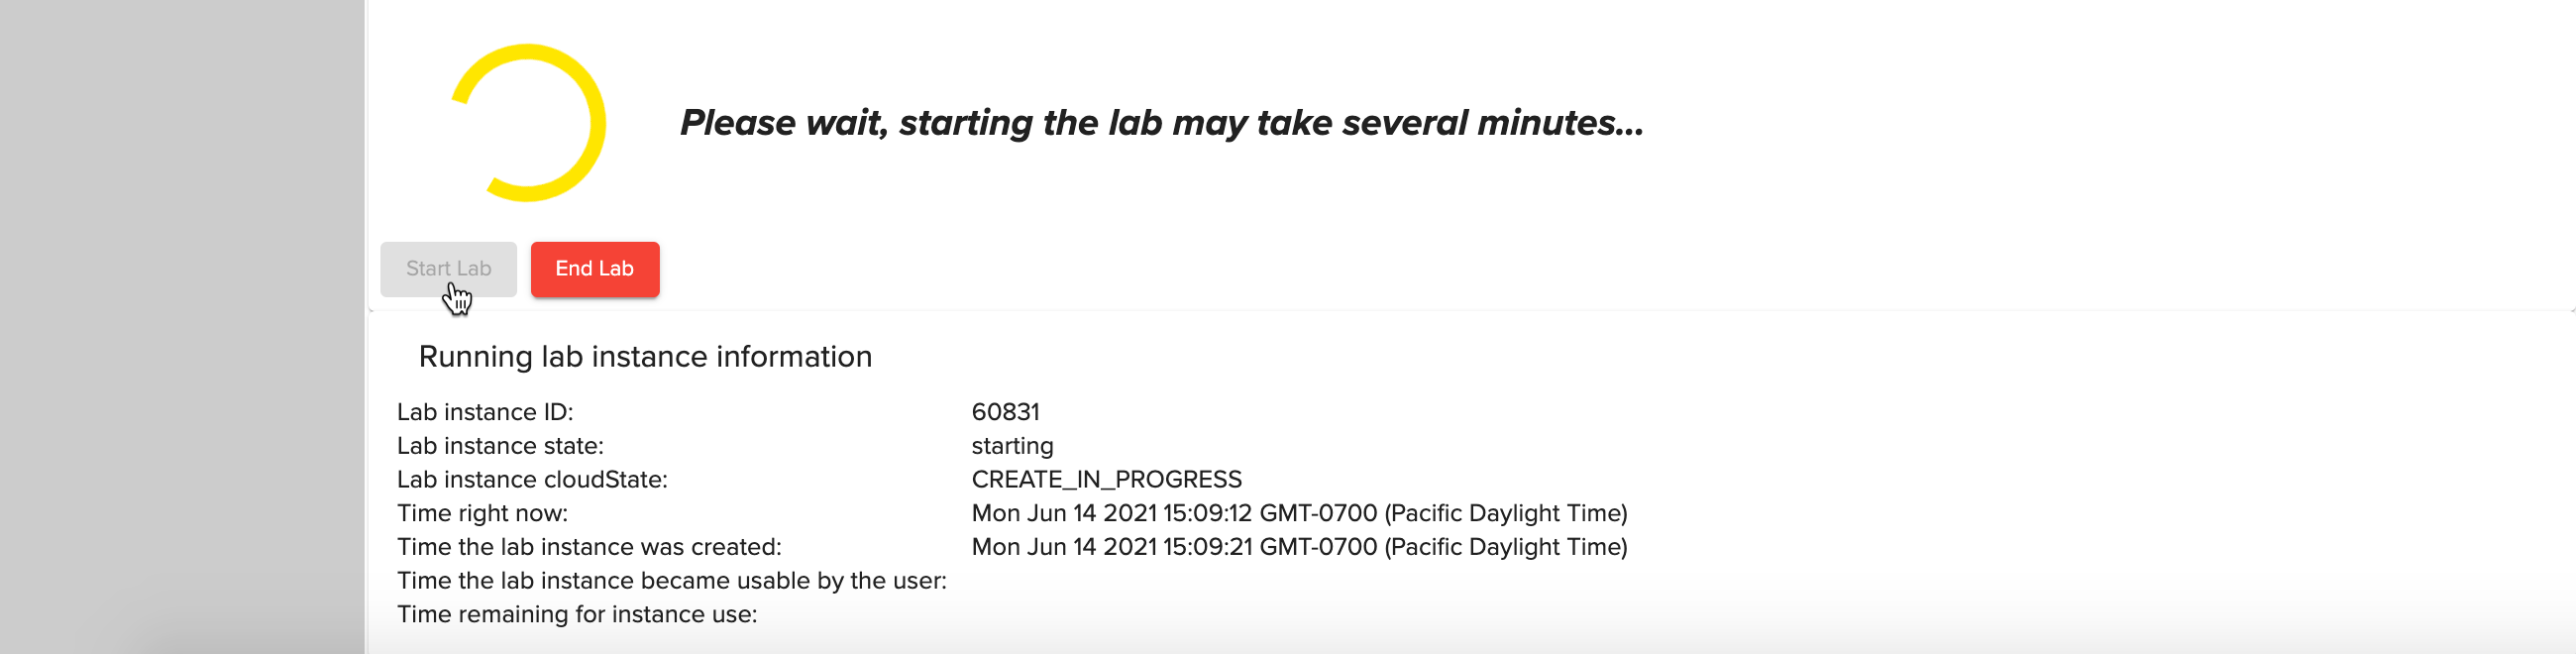 Please wait, starting the lab may take several minutes...
Start Lab End Lab
Running lab instance information
Lab instance ID: 60831
Lab instance state: starting
Lab instance cloudState: CREATE_IN_PROGRESS
Time right now: Mon Jun 14 2021 15:09:12 GMT-0700 (Pacific Daylight Time)
Time the lab instance was created: Mon Jun 14 2021 15:09:21 GMT-0700 (Pacific Daylight Time)
Time the lab instance became usable by the user:
Time remaining for instance use: